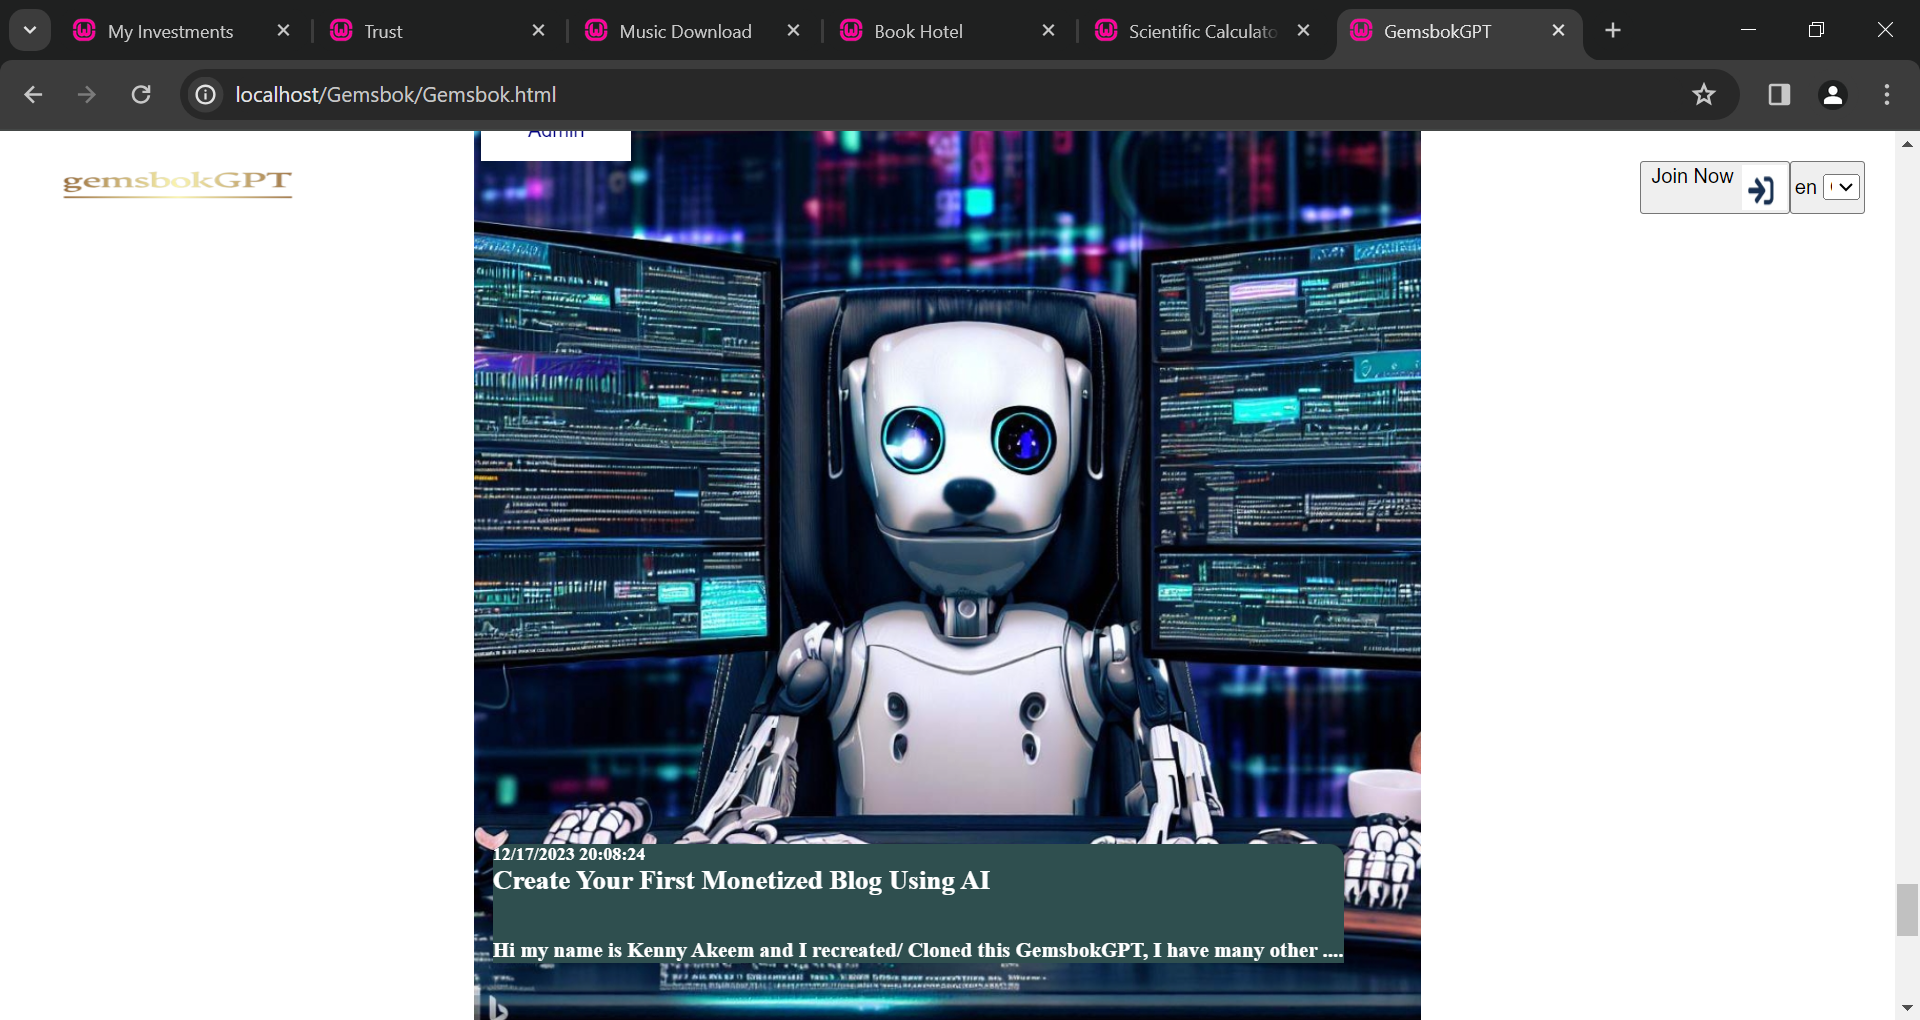 My Investments
Trust
Music Download
Book Hotel
Scientific Calculato
GemsbokGPT
localhost/Gemsbok/Gemsbok.html
Admin
gemsbokGPT
Join Now
en
12/17/2023 20:08:24
Create Your First Monetized Blog Using AI
Hi my name is Kenny Akeem and I recreated/ Cloned this GemsbokGPT, I have many other ....